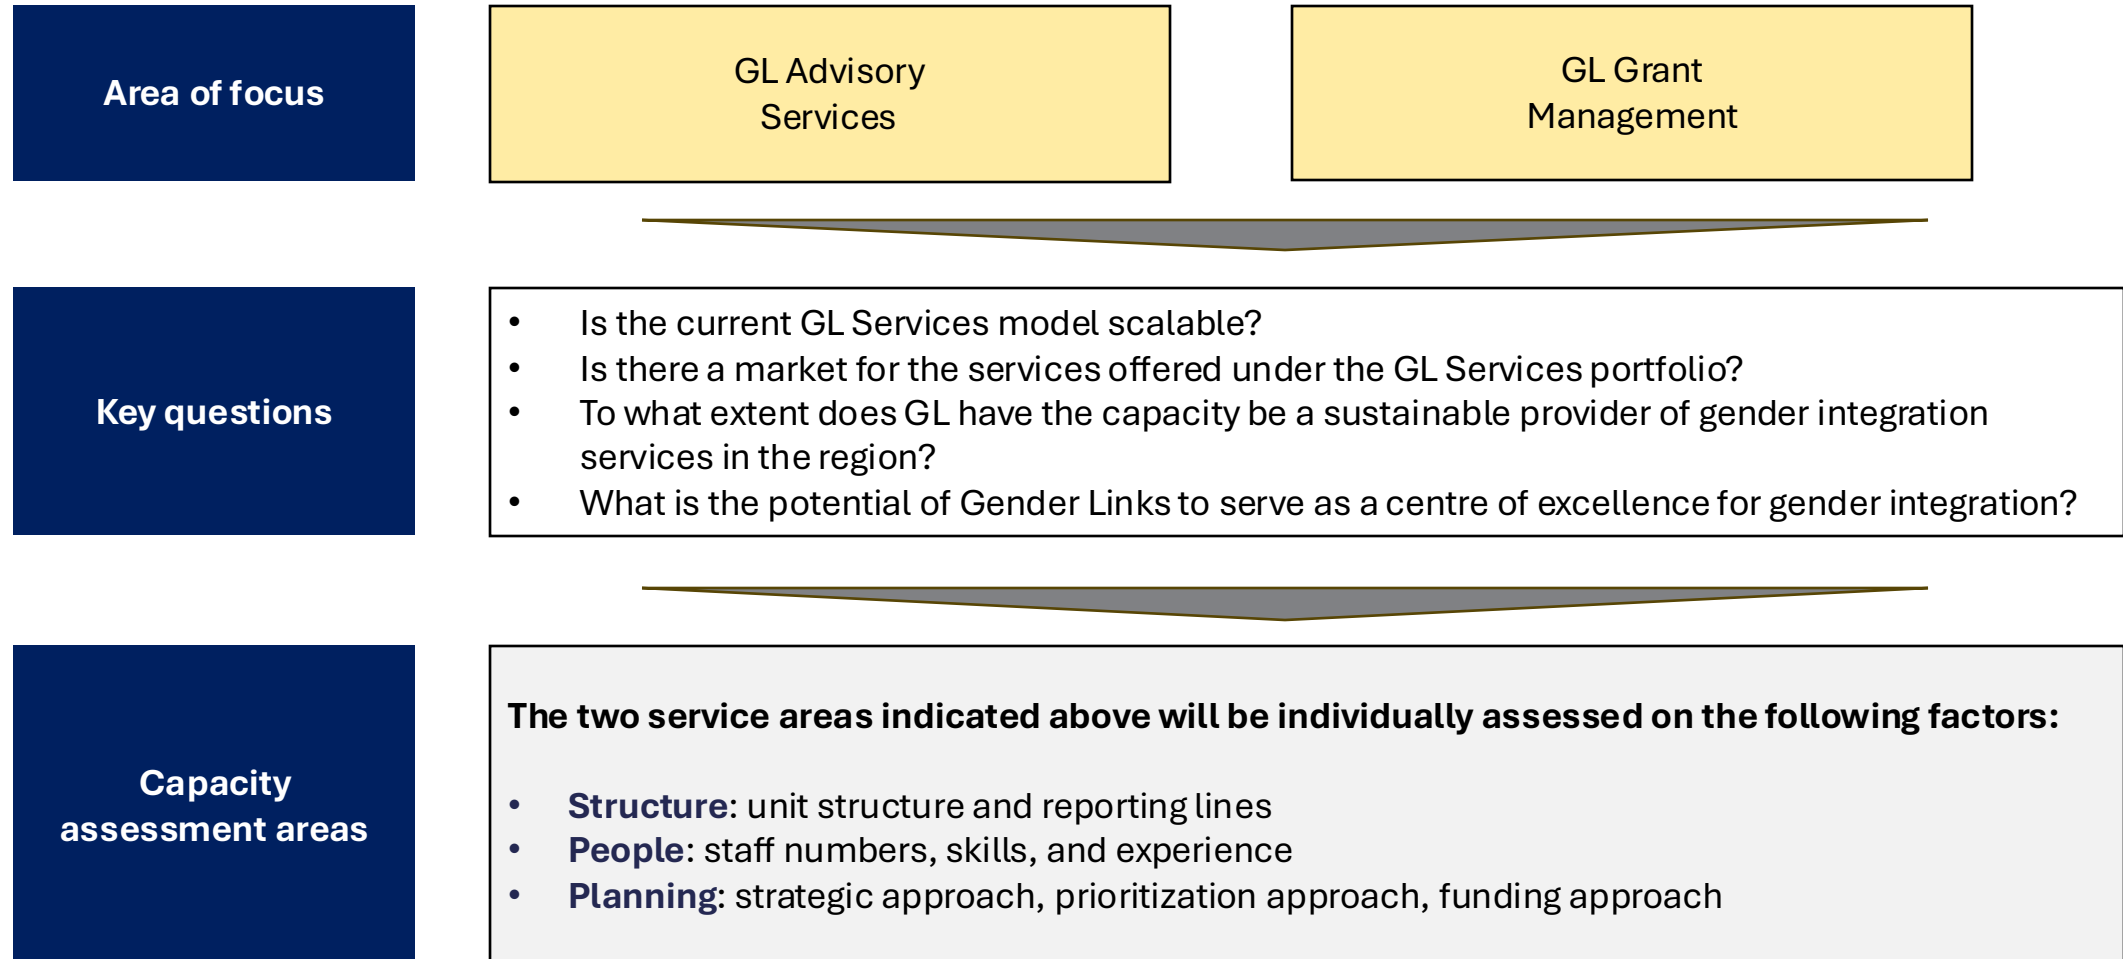 Area of focus
GL Advisory
Services
GL Grant
Management
Key questions
• Is the current GL Services model scalable?
• Is there a market for the services offered under the GL Services portfolio?
• To what extent does GL have the capacity be a sustainable provider of gender integration
services in the region?
• What is the potential of Gender Links to serve as a centre of excellence for gender integration?
Capacity
assessment areas
The two service areas indicated above will be individually assessed on the following factors:
• Structure: unit structure and reporting lines
• People: staff numbers, skills, and experience
• Planning: strategic approach, prioritization approach, funding approach